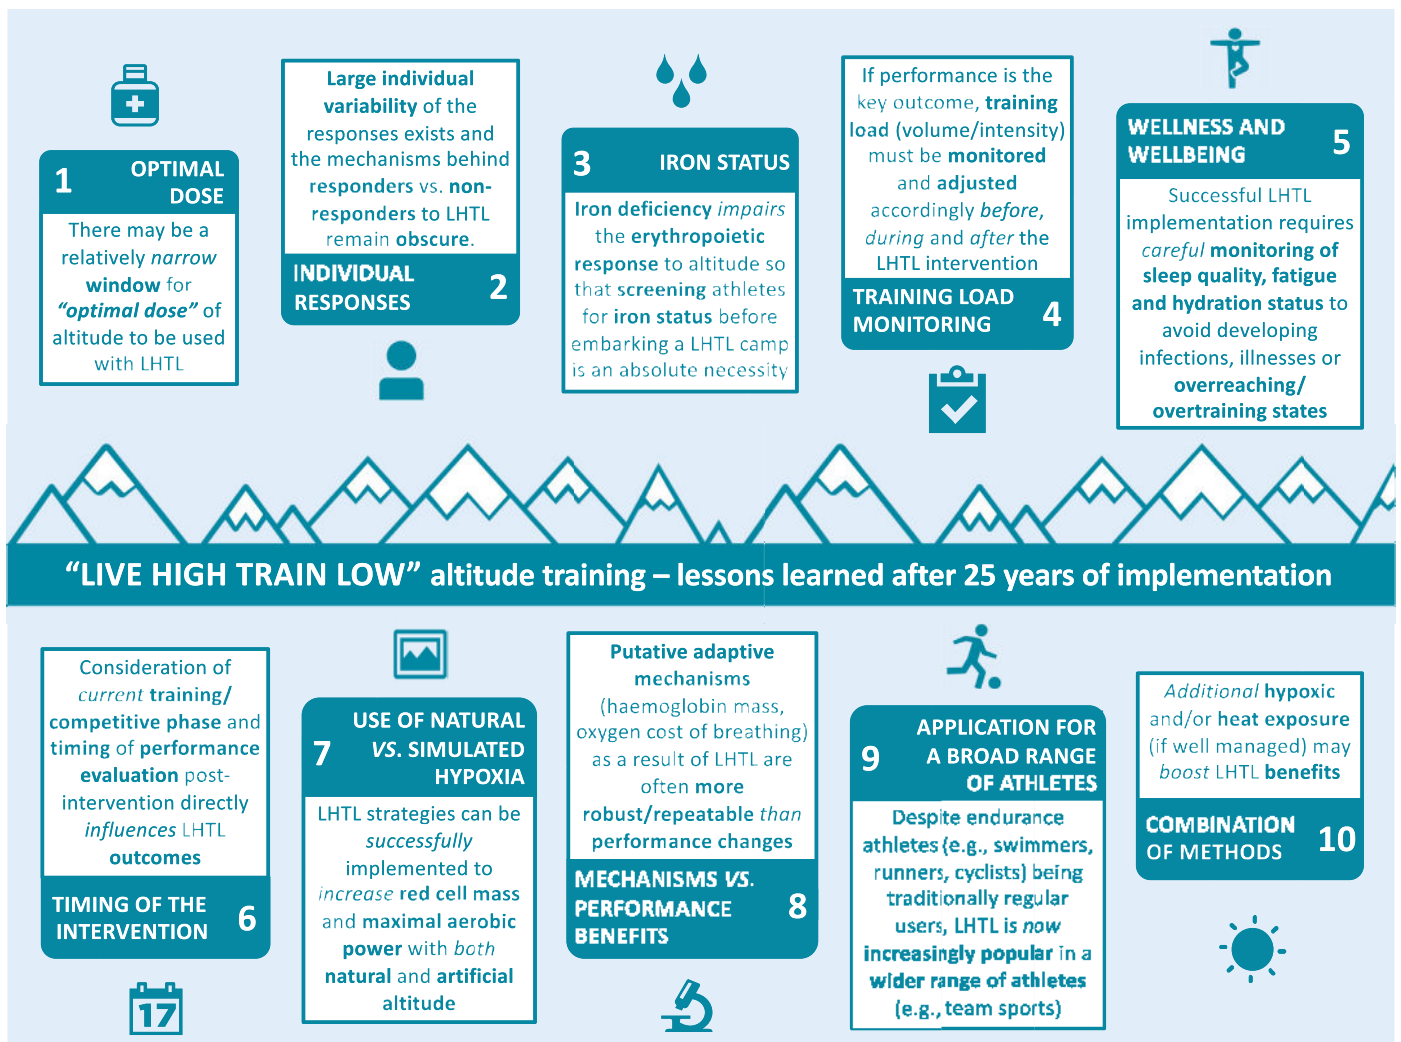 1 OPTIMAL
DOSE
There may be a
relatively narrow
window for
“optimal dose” of
altitude to be used
with LHTL
Large individual
variability of the
responses exists and
the mechanisms behind
responders vs. non-
responders to LHTL
remain obscure.
INDIVIDUAL
RESPONSES 2
3 IRON STATUS
Iron deficiency impairs
the erythropoietic
response to altitude so
that screening athletes
for iron status before
embarking a LHTL camp
is an absolute necessity
If performance is the
key outcome, training
load (volume/intensity)
must be monitored
and adjusted
accordingly before,
during and after the
LHTL intervention
TRAINING LOAD
MONITORING 4
WELLNESS AND
WELLBEING 5
Successful LHTL
implementation requires
careful monitoring of
sleep quality, fatigue
and hydration status to
avoid developing
infections, illnesses or
overreaching/
overtraining states
“LIVE HIGH TRAIN LOW” altitude training – lessons learned after 25 years of implementation
Consideration of
current training/
competitive phase and
timing of performance
evaluation post-
intervention directly
influences LHTL
outcomes
TIMING OF THE
INTERVENTION 6
17
USE OF NATURAL
7 VS. SIMULATED
HYPOXIA
LHTL strategies can be
successfully
implemented to
increase red cell mass
and maximal aerobic
power with both
natural and artificial
altitude
Putative adaptive
mechanisms
(haemoglobin mass,
oxygen cost of breathing)
as a result of LHTL are
often more
robust/repeatable than
performance changes
MECHANISMS VS.
PERFORMANCE 8
BENEFITS
APPLICATION FOR
9 A BROAD RANGE
OF ATHLETES
Despite endurance
athletes (e.g., swimmers,
runners, cyclists) being
traditionally regular
users, LHTL is now
increasingly popular in a
wider range of athletes
(e.g., team sports)
Additional hypoxic
and/or heat exposure
(if well managed) may
boost LHTL benefits
COMBINATION
OF METHODS 10